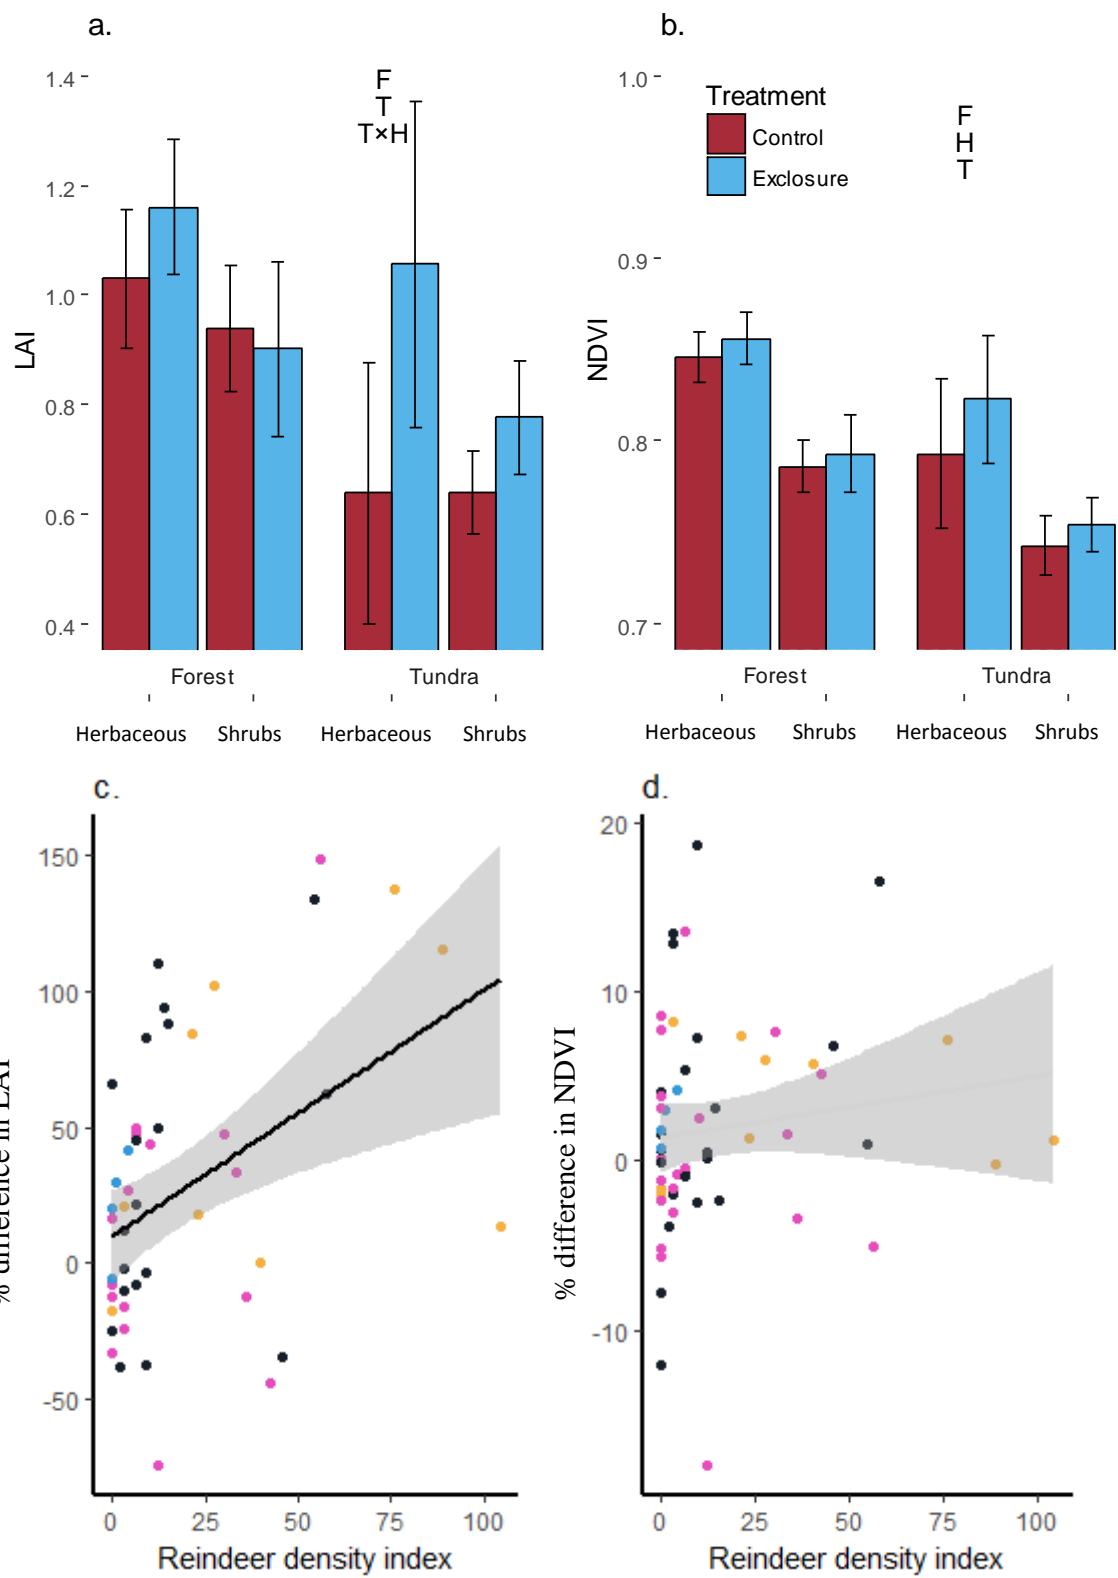 a.
1.4
1.2
1.0
0.8
0.6
0.4
LAI
F
T
T×H
Forest
Tundra
Herbaceous
Shrubs
Herbaceous
Shrubs
b.
1.0
0.9
0.8
0.7
NDVI
Treatment
Control
Exclosure
F
H
T
Forest
Tundra
Herbaceous
Shrubs
Herbaceous
Shrubs
c.
150
100
50
0
-50
% difference in LAI
0 25 50 75 100
Reindeer density index
d.
20
10
0
-10
% difference in NDVI
0 25 50 75 100
Reindeer density index